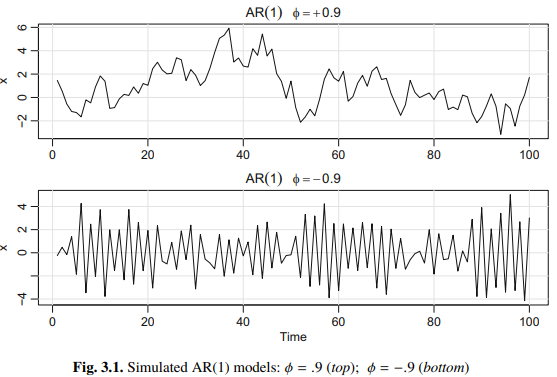 AR(1) ϕ = +0.9
x
6
4
2
0
−2
0 20 40 60 80 100
AR(1) ϕ = −0.9
x
4
2
0
−4
0 20 40 60 80 100
Time
Fig. 3.1. Simulated AR(1) models: ϕ = .9 (top); ϕ = −.9 (bottom)